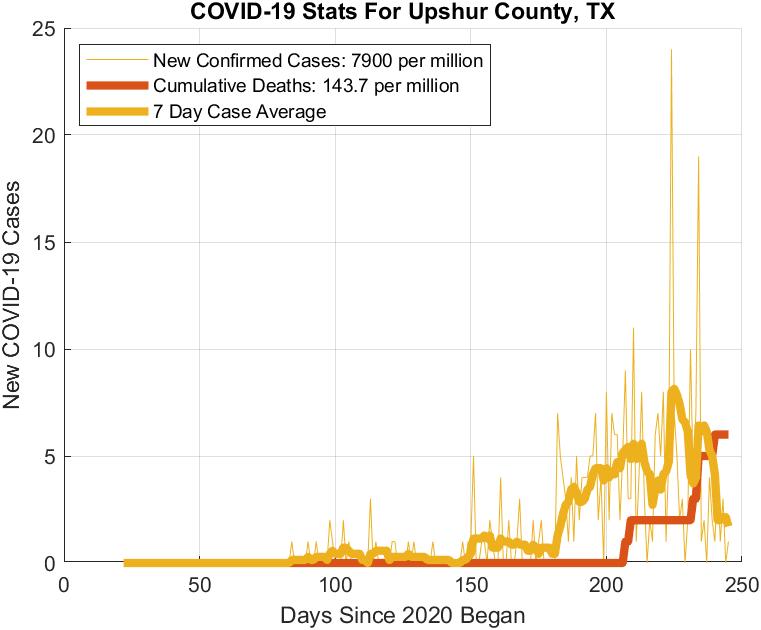 COVID-19 Stats For Upshur County, TX
New Confirmed Cases: 7900 per million
Cumulative Deaths: 143.7 per million
7 Day Case Average
New COVID-19 Cases
25
20
15
10
5
0
0 50 100 150 200 250
Days Since 2020 Began